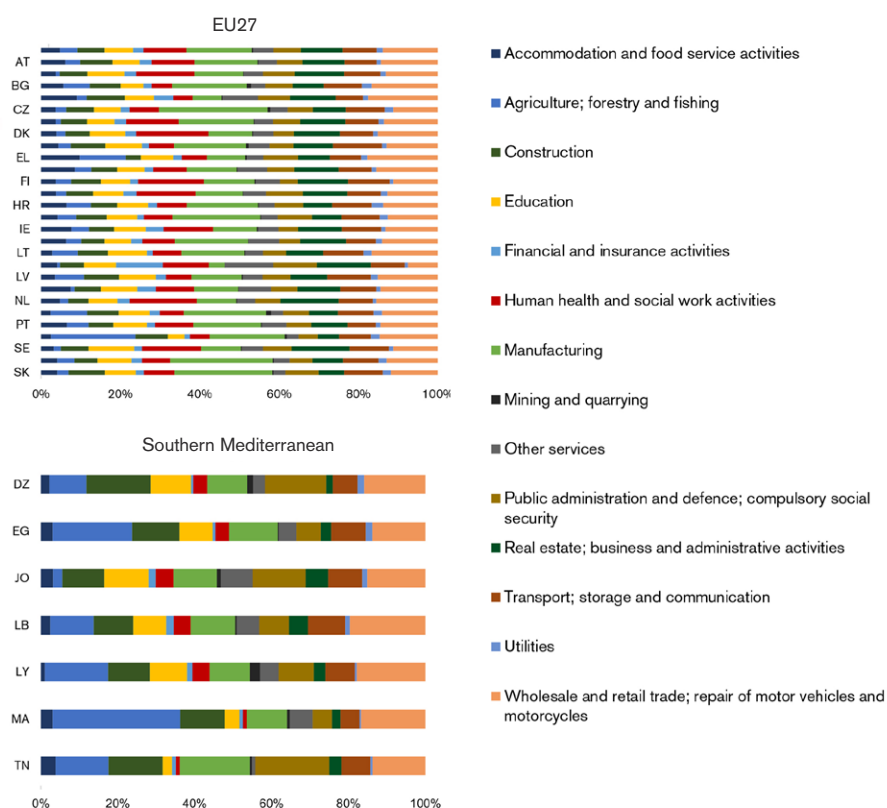 EU27
AT
BG
CZ
DK
EL
FI
HR
IE
LT
LV
NL
PT
SE
SK
0% 20% 40% 60% 80% 100%
Southern Mediterranean
DZ
EG
JO
LB
LY
MA
TN
0% 20% 40% 60% 80% 100%
Accommodation and food service activities
Agriculture; forestry and fishing
Construction
Education
Financial and insurance activities
Human health and social work activities
Manufacturing
Mining and quarrying
Other services
Public administration and defence; compulsory social
security
Real estate; business and administrative activities
Transport; storage and communication
Utilities
Wholesale and retail trade; repair of motor vehicles and
motorcycles